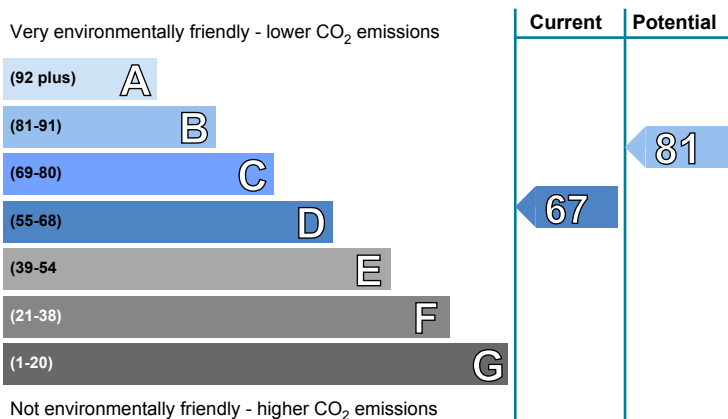 Current Potential
Very environmentally friendly - lower CO2 emissions
(92 plus) A
(81-91) B
81
(69-80) C
(55-68) D
67
(39-54 E
(21-38) F
(1-20) G
Not environmentally friendly - higher CO2 emissions